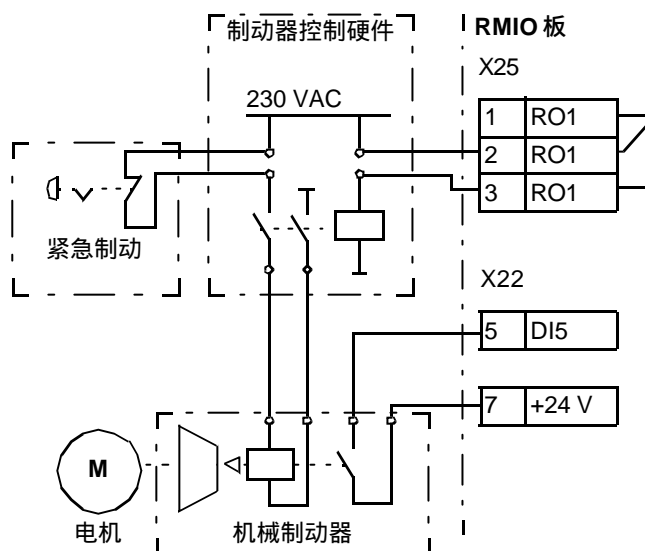 制动器控制硬件
RMIO 板
X25
230 VAC
1 RO1
2 RO1
3 RO1
紧急制动
X22
5 DI5
7 +24 V
M
电机
机械制动器